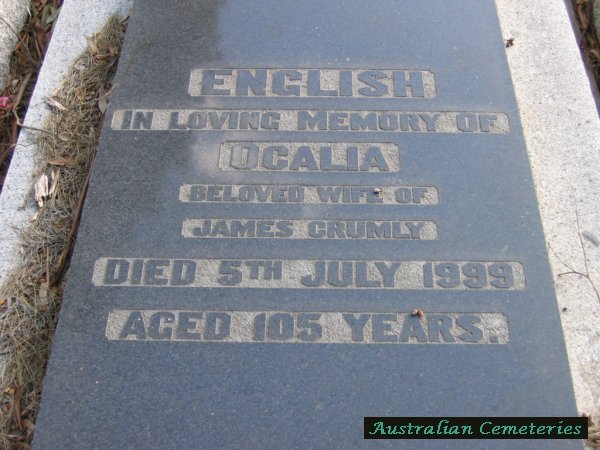 ENGLISH
IN LOVING MEMORY OF
OCALIA
BELOVED WIFE OF
JAMES CRUMLY
DIED 5TH JULY 1999
AGED 105 YEARS.
Australian Cemeteries